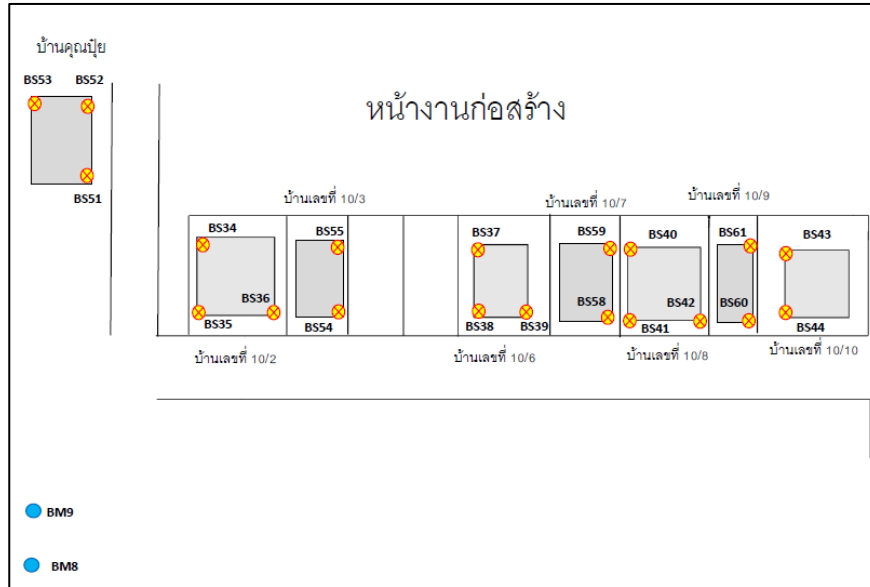 บ้านคุณปุ้ย
BS53 BS52
BS51
หน้างานก่อสร้าง
บ้านเลขที่ 10/3
บ้านเลขที่ 10/7
บ้านเลขที่ 10/9
BS34
BS55
BS37
BS59
BS40
BS61
BS43
BS36
BS35
BS54
BS38
BS39
BS58
BS42
BS41
BS60
BS44
บ้านเลขที่ 10/2
บ้านเลขที่ 10/6
บ้านเลขที่ 10/8
บ้านเลขที่ 10/10
BM9
BM8